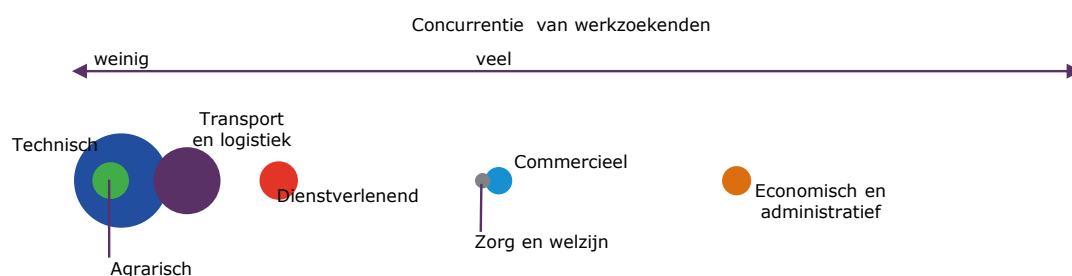 Concurrentie van werkzoekenden
weinig
veel
Transport
en logistiek
Technisch
Commercieel
Dienstverlenend
Economisch en
administratief
Zorg en welzijn
Agrarisch